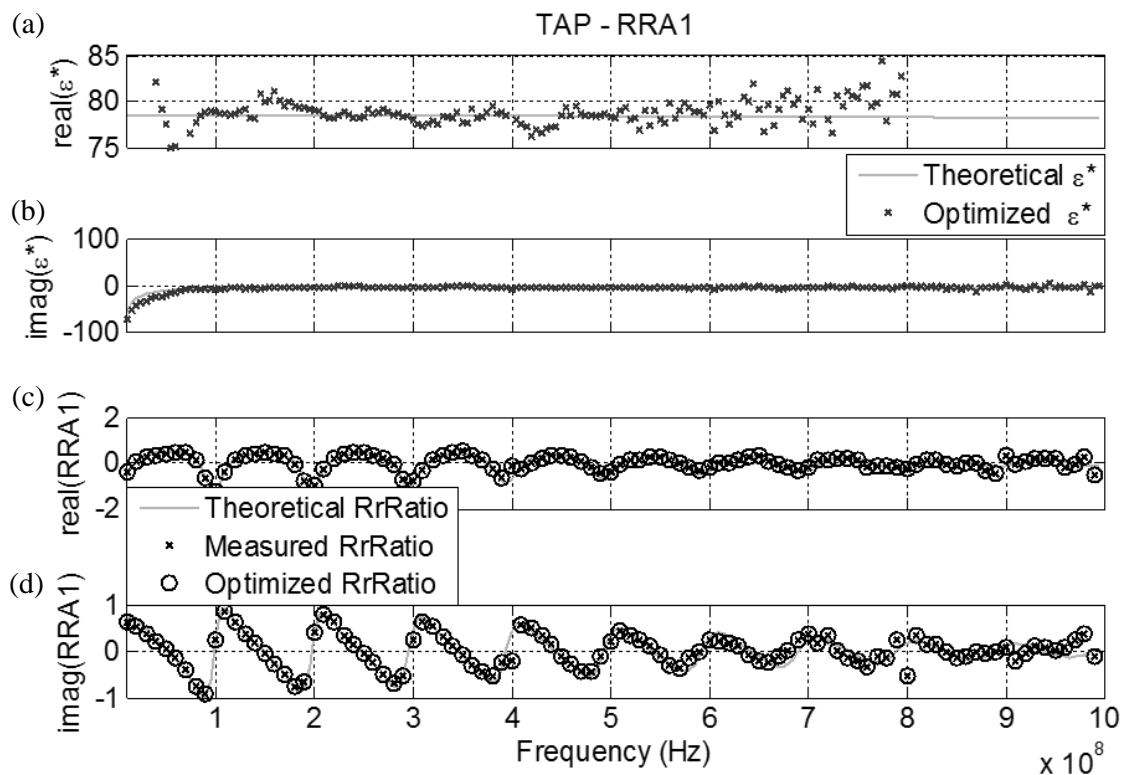 (a)
TAP - RRA1
real(ε*)
85
80
75
Theoretical ε*
Optimized ε*
(b)
imag(ε*)
100
0
-100
(c)
real(RRA1)
2
0
-2
Theoretical RrRatio
Measured RrRatio
Optimized RrRatio
(d)
imag(RRA1)
1
0
-1
1 2 3 4 5 6 7 8 9 10
Frequency (Hz)
x 10^8